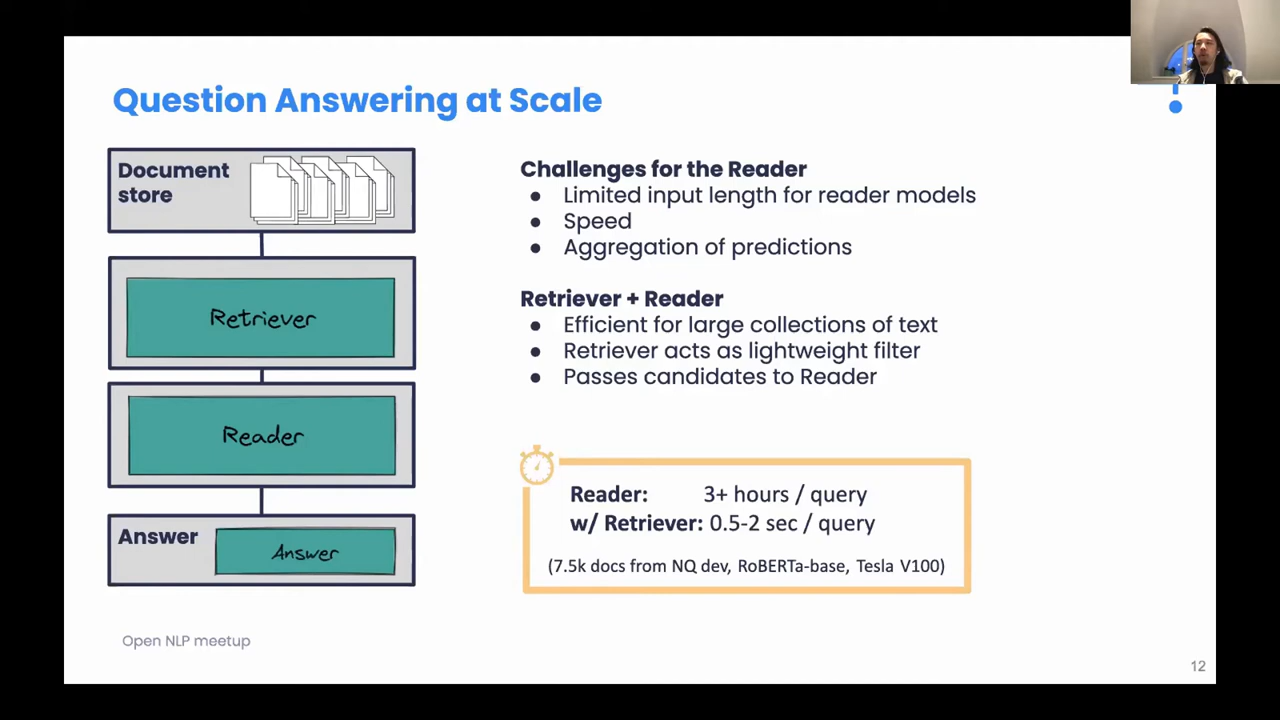 Question Answering at Scale
Document
store
Retriever
Reader
Answer
Answer
Challenges for the Reader
● Limited input length for reader models
● Speed
● Aggregation of predictions
Retriever + Reader
● Efficient for large collections of text
● Retriever acts as lightweight filter
● Passes candidates to Reader
Reader: 3+ hours / query
w/ Retriever: 0.5-2 sec / query
(7.5k docs from NQ dev, RoBERTa-base, Tesla V100)
Open NLP meetup
12